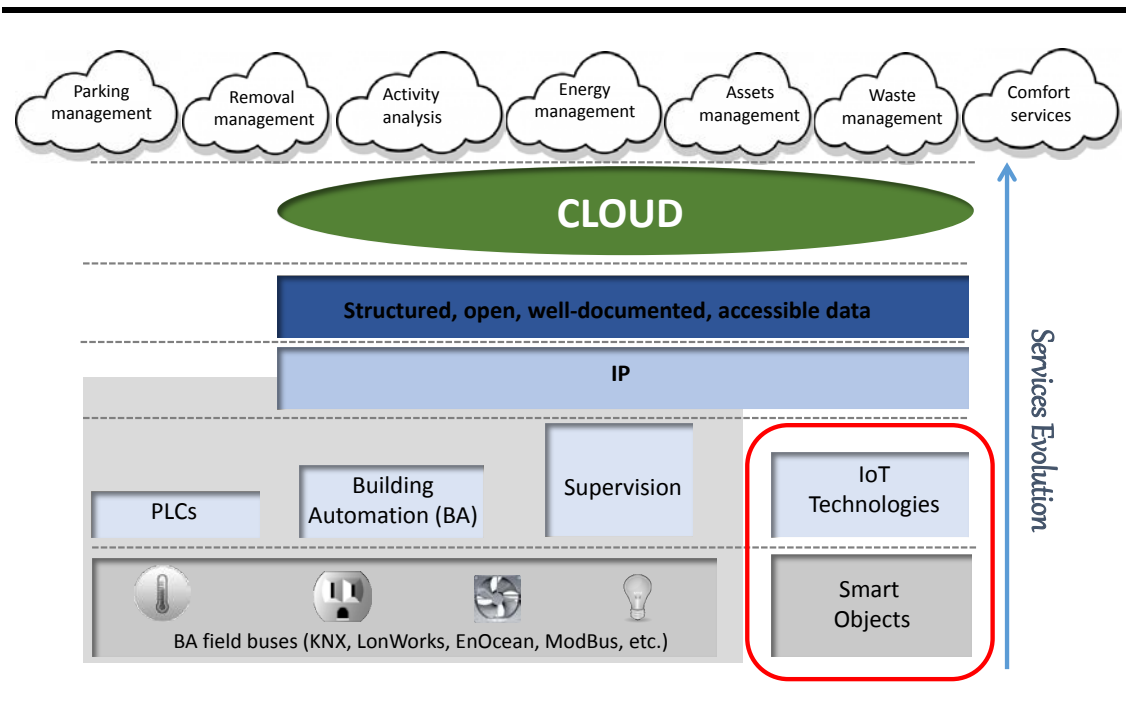 Parking
management
Removal
management
Activity
analysis
Energy
management
Assets
management
Waste
management
Comfort
services
CLOUD
Structured, open, well-documented, accessible data
IP
Services Evolution
PLCs
Building
Automation (BA)
Supervision
IoT
Technologies
BA field buses (KNX, LonWorks, EnOcean, ModBus, etc.)
Smart
Objects